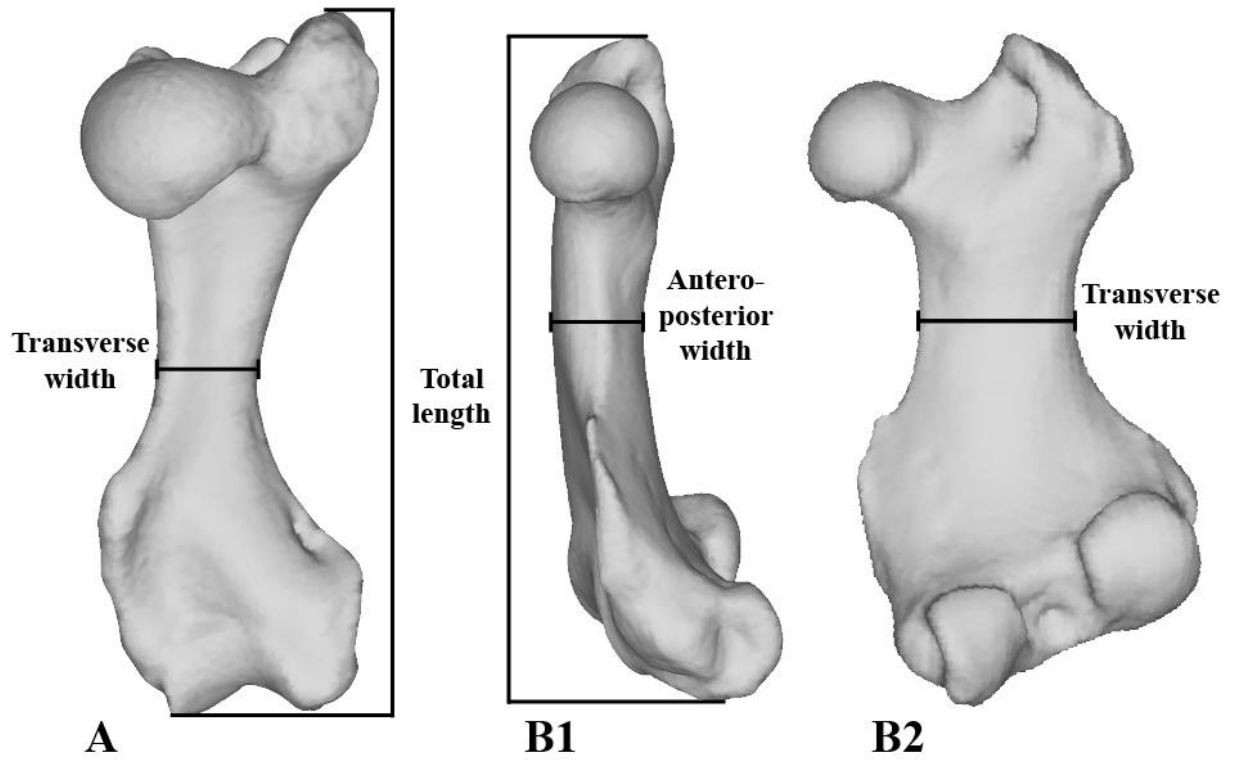 Transverse
width
Total
length
Antero-
posterior
width
Transverse
width
A
B1
B2